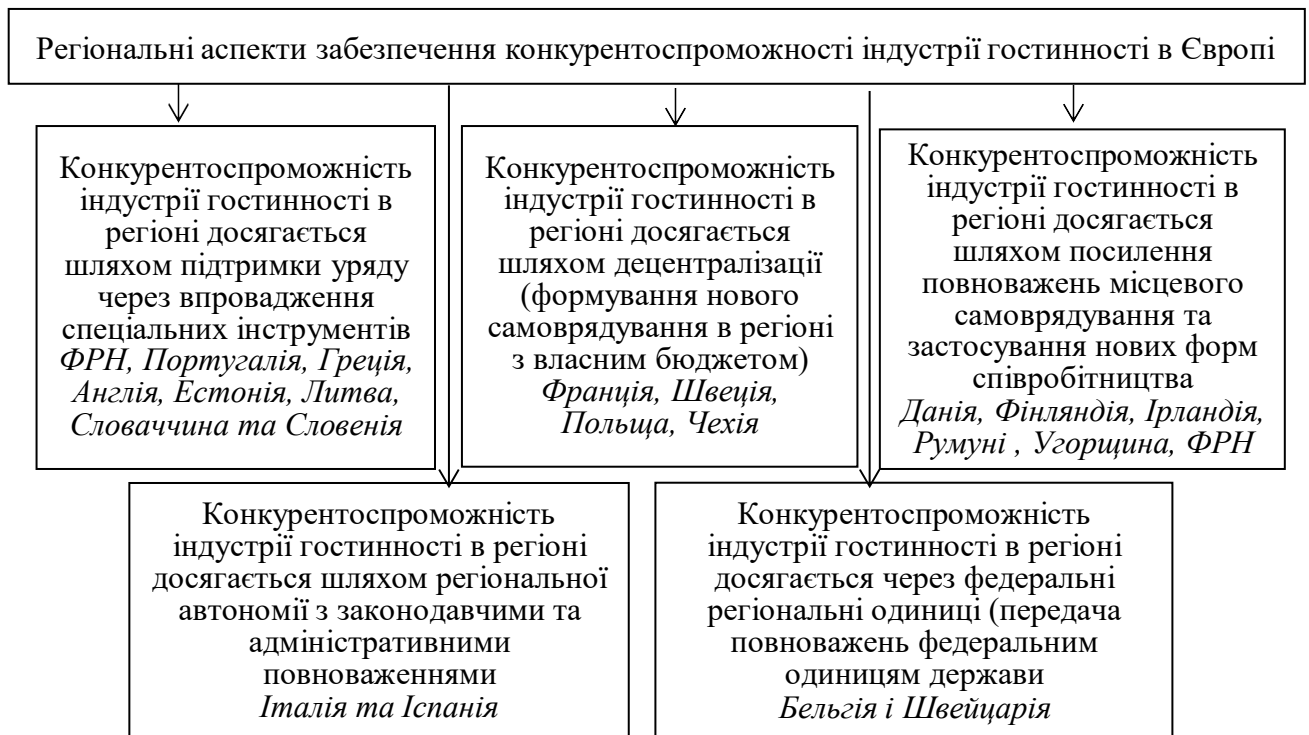 Регіональні аспекти забезпечення конкурентоспроможності індустрії гостинності в Європі
Конкурентоспроможність
індустрії гостинності в
регіоні досягається
шляхом підтримки уряду
через впровадження
спеціальних інструментів
ФРН, Португалія, Греція,
Англія, Естонія, Литва,
Словаччина та Словенія
Конкурентоспроможність
індустрії гостинності в
регіоні досягається
шляхом децентралізації
(формування нового
самоврядування в регіоні
з власним бюджетом)
Франція, Швеція,
Польща, Чехія
Конкурентоспроможність
індустрії гостинності в
регіоні досягається
шляхом посилення
повноважень місцевого
самоврядування та
застосування нових форм
співробітництва
Данія, Фінляндія, Ірландія,
Румуні , Угорщина, ФРН
Конкурентоспроможність
індустрії гостинності в регіоні
досягається шляхом регіональної
автономії з законодавчими та
адміністративними
повноваженнями
Італія та Іспанія
Конкурентоспроможність
індустрії гостинності в регіоні
досягається через федеральні
регіональні одиниці (передача
повноважень федеральним
одиницям держави
Бельгія і Швейцарія